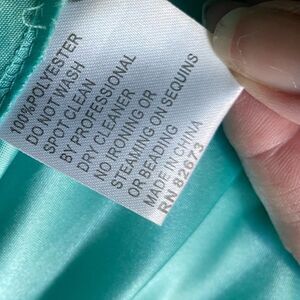 100% POLYESTER
DO NOT WASH
SPOT CLEAN
BY PROFESSIONAL
DRY CLEANER
NO IRONING OR
STEAMING ON SEQUINS
OR BEADING
MADE IN CHINA
RN 82673